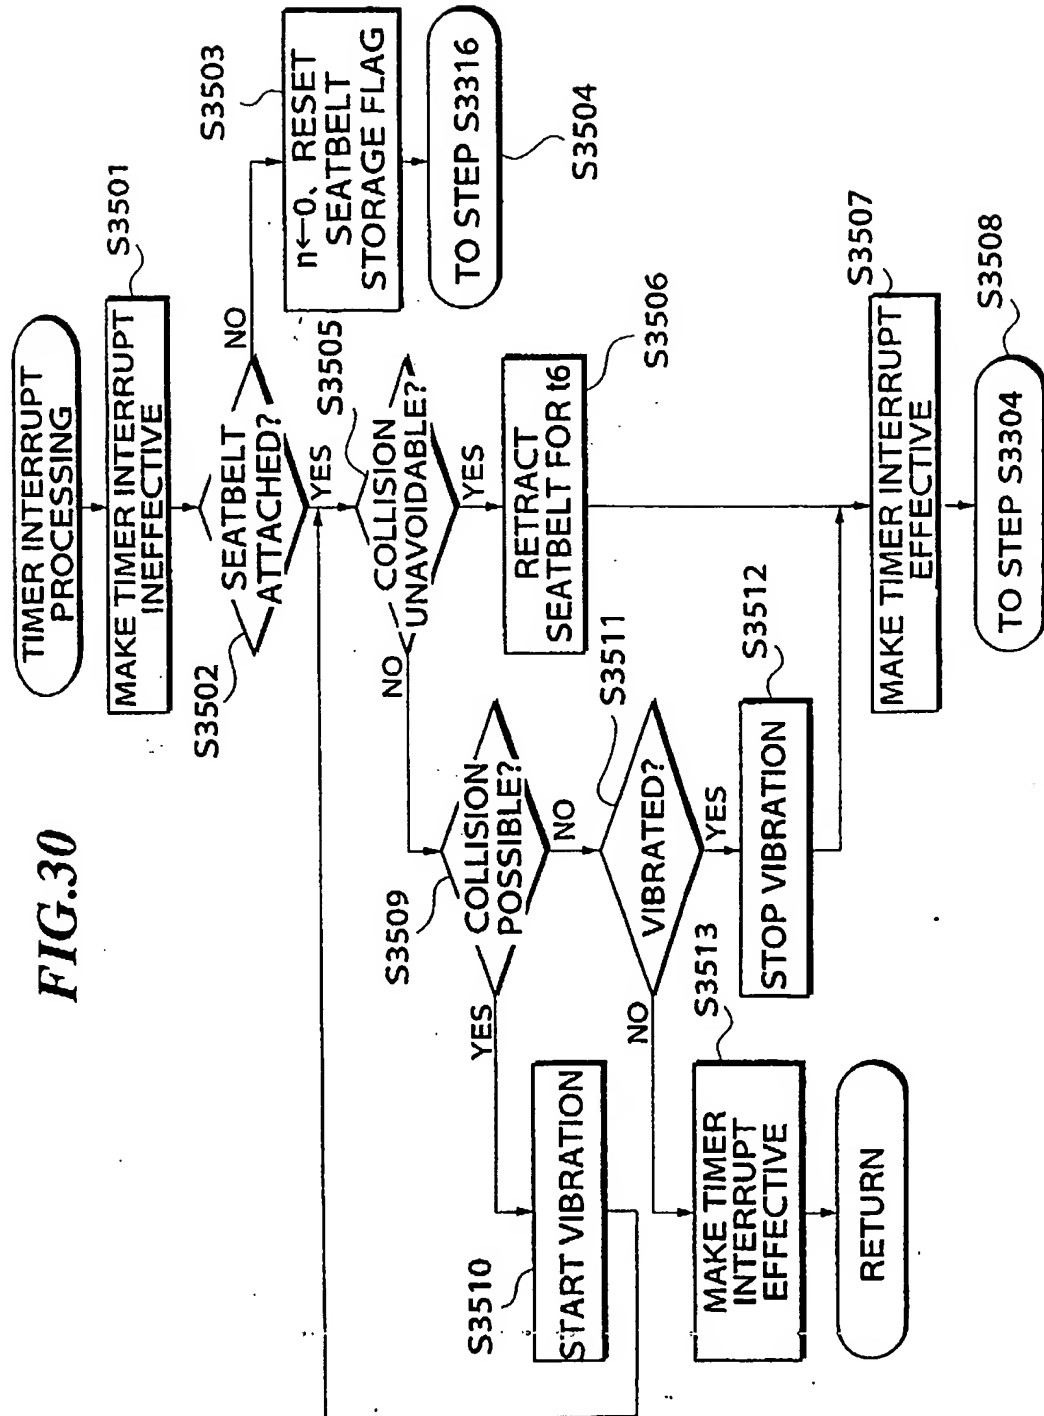 FIG.30
TIMER INTERRUPT
PROCESSING
S3501
MAKE TIMER INTERRUPT
INEFFECTIVE
S3502
SEATBELT
ATTACHED?
NO
YES
S3503
n←0、RESET
SEATBELT
STORAGE FLAG
TO STEP S3316
S3504
S3505
COLLISION
UNAVOIDABLE?
NO
YES
S3506
RETRACT
SEATBELT FOR t6
S3509
COLLISION
POSSIBLE?
YES
NO
S3510
START VIBRATION
S3511
VIBRATED?
NO
YES
S3512
STOP VIBRATION
S3513
MAKE TIMER
INTERRUPT
EFFECTIVE
RETURN
S3507
MAKE TIMER INTERRUPT
EFFECTIVE
S3508
TO STEP S3304